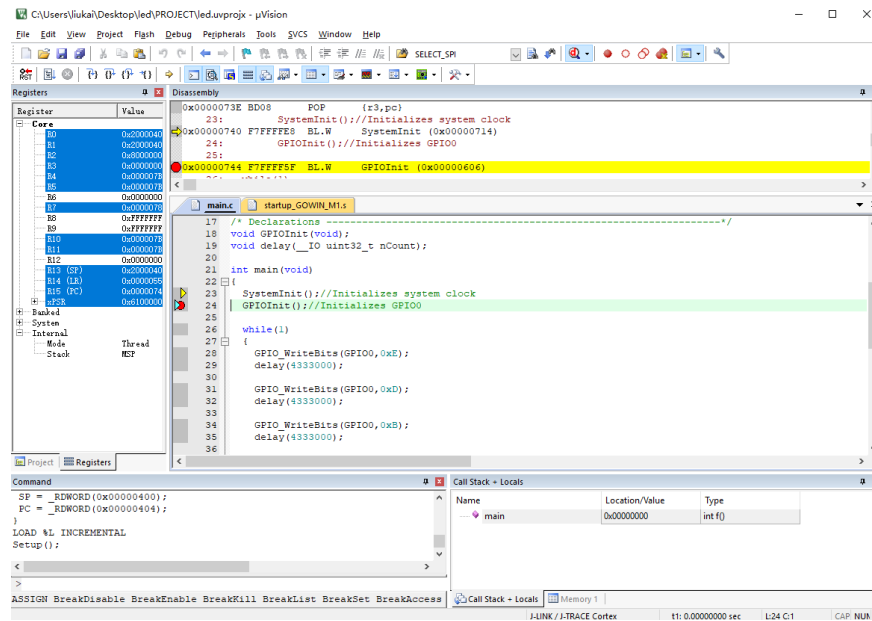 C:\Users\liukai\Desktop\led\PROJECT\led.uvprojx - µVision
File Edit View Project Flash Debug Peripherals Tools SVCS Window Help
SELECT_SPI
RST
Registers
Register Value
Core
R0 0x2000040
R1 0x2000040
R2 0x8000000
R3 0x0000000
R4 0x000007B
R5 0x000007B
R6 0x0000000
R7 0x0000078
R8 0xFFFFFFF
R9 0xFFFFFFF
R10 0x000007B
R11 0x000007B
R12 0x0000000
R13 (SP) 0x2000040
R14 (LR) 0x0000055
R15 (PC) 0x0000074
xPSR 0x6100000
Banked
System
Internal
Mode Thread
Stack MSP
Project Registers
Disassembly
0x0000073E BD08 POP {r3,pc}
23: SystemInit();//Initializes system clock
0x00000740 F7FFFFE8 BL.W SystemInit (0x00000714)
24: GPIOInit();//Initializes GPIO0
25:
0x00000744 F7FFFF5F BL.W GPIOInit (0x00000606)
main.c startup_GOWIN_M1.s
17 /* Declarations ------------------------------------------------------------------*/
18 void GPIOInit(void);
19 void delay(__IO uint32_t nCount);
20
21 int main(void)
22 {
23 SystemInit();//Initializes system clock
24 GPIOInit();//Initializes GPIO0
25
26 while(1)
27 {
28 GPIO_WriteBits(GPIO0,0xE);
29 delay(4333000);
30
31 GPIO_WriteBits(GPIO0,0xD);
32 delay(4333000);
33
34 GPIO_WriteBits(GPIO0,0xB);
35 delay(4333000);
36
Command
SP = _RDWORD(0x00000400);
PC = _RDWORD(0x00000404);
}
LOAD %L INCREMENTAL
Setup();
>
ASSIGN BreakDisable BreakEnable BreakKill BreakList BreakSet BreakAccess
Call Stack + Locals
Name Location/Value Type
main 0x00000000 int f()
Call Stack + Locals Memory 1
J-LINK / J-TRACE Cortex t1: 0.00000000 sec L:24 C:1 CAP NUM